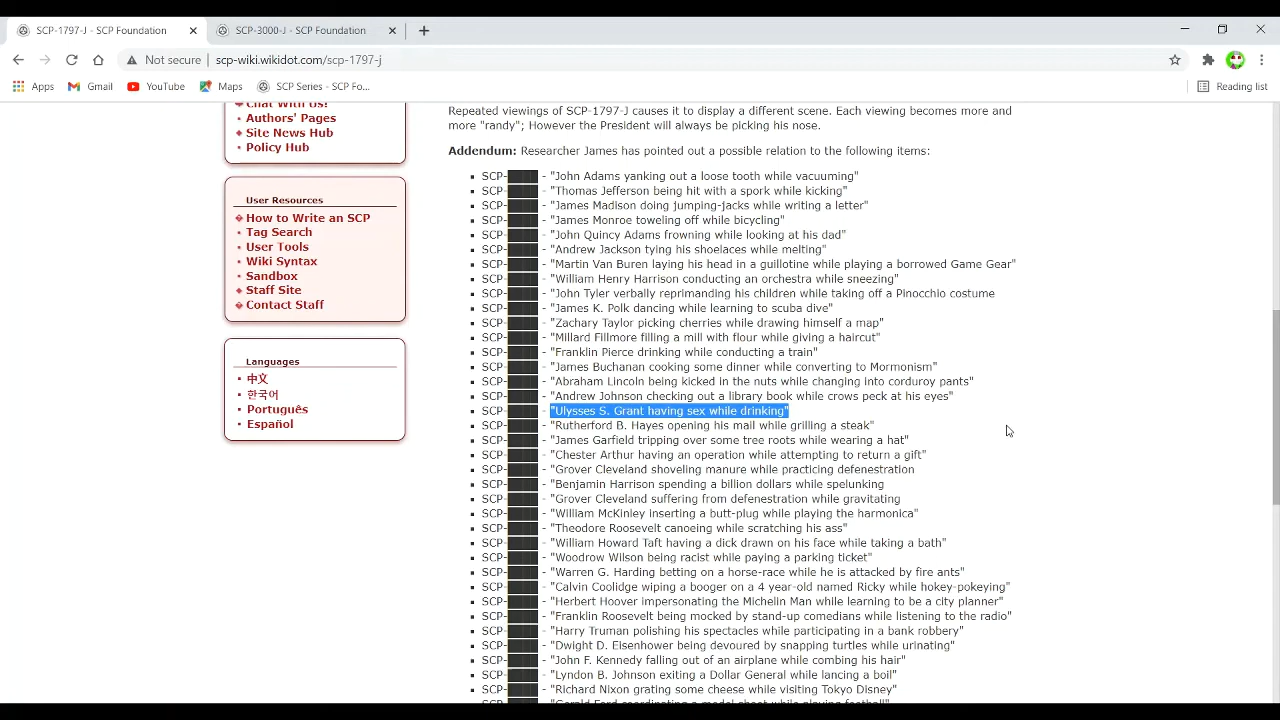 SCP-1797-J - SCP Foundation
SCP-3000-J - SCP Foundation
Not secure scp-wiki.wikidot.com/scp-1797-j
Apps Gmail YouTube Maps SCP Series - SCP Fo... Reading list
Chat With Us!
Authors' Pages
Site News Hub
Policy Hub
User Resources
How to Write an SCP
Tag Search
User Tools
Wiki Syntax
Sandbox
Staff Site
Contact Staff
Languages
中文
한국어
Português
Español
Repeated viewings of SCP-1797-J causes it to display a different scene. Each viewing becomes more and
more "randy"; However the President will always be picking his nose.
Addendum: Researcher James has pointed out a possible relation to the following items:
SCP-████ - "John Adams yanking out a loose tooth while vacuuming"
SCP-████ - "Thomas Jefferson being hit with a spork while kicking"
SCP-████ - "James Madison doing jumping-jacks while writing a letter"
SCP-████ - "James Monroe toweling off while bicycling"
SCP-████ - "John Quincy Adams frowning while looking at his dad"
SCP-████ - "Andrew Jackson tying his shoelaces while melting"
SCP-████ - "Martin Van Buren laying his head in a guillotine while playing a borrowed Game Gear"
SCP-████ - "William Henry Harrison conducting an orchestra while sneezing"
SCP-████ - "John Tyler verbally reprimanding his children while taking off a Pinocchio costume
SCP-████ - "James K. Polk dancing while learning to scuba dive"
SCP-████ - "Zachary Taylor picking cherries while drawing himself a map"
SCP-████ - "Millard Fillmore filling a mill with flour while giving a haircut"
SCP-████ - "Franklin Pierce drinking while conducting a train"
SCP-████ - "James Buchanan cooking some dinner while converting to Mormonism"
SCP-████ - "Abraham Lincoln being kicked in the nuts while changing into corduroy pants"
SCP-████ - "Andrew Johnson checking out a library book while crows peck at his eyes"
SCP-████ - "Ulysses S. Grant having sex while drinking"
SCP-████ - "Rutherford B. Hayes opening his mail while grilling a steak"
SCP-████ - "James Garfield tripping over some tree roots while wearing a hat"
SCP-████ - "Chester Arthur having an operation while attempting to return a gift"
SCP-████ - "Grover Cleveland shoveling manure while practicing defenestration
SCP-████ - "Benjamin Harrison spending a billion dollars while spelunking
SCP-████ - "Grover Cleveland suffering from defenestration while gravitating
SCP-████ - "William McKinley inserting a butt-plug while playing the harmonica"
SCP-████ - "Theodore Roosevelt canoeing while scratching his ass"
SCP-████ - "William Howard Taft having a dick drawn on his face while taking a bath"
SCP-████ - "Woodrow Wilson being racist while paying a parking ticket"
SCP-████ - "Warren G. Harding betting on a horse-race while he is attacked by fire ants"
SCP-████ - "Calvin Coolidge wiping a booger on a 4 year-old named Ricky while hokey-pokeying"
SCP-████ - "Herbert Hoover impersonating the Michelin Man while learning to be a city planner"
SCP-████ - "Franklin Roosevelt being mocked by stand-up comedians while listening to the radio"
SCP-████ - "Harry Truman polishing his spectacles while participating in a bank robbery"
SCP-████ - "Dwight D. Eisenhower being devoured by snapping turtles while urinating"
SCP-████ - "John F. Kennedy falling out of an airplane while combing his hair"
SCP-████ - "Lyndon B. Johnson exiting a Dollar General while lancing a boil"
SCP-████ - "Richard Nixon grating some cheese while visiting Tokyo Disney"